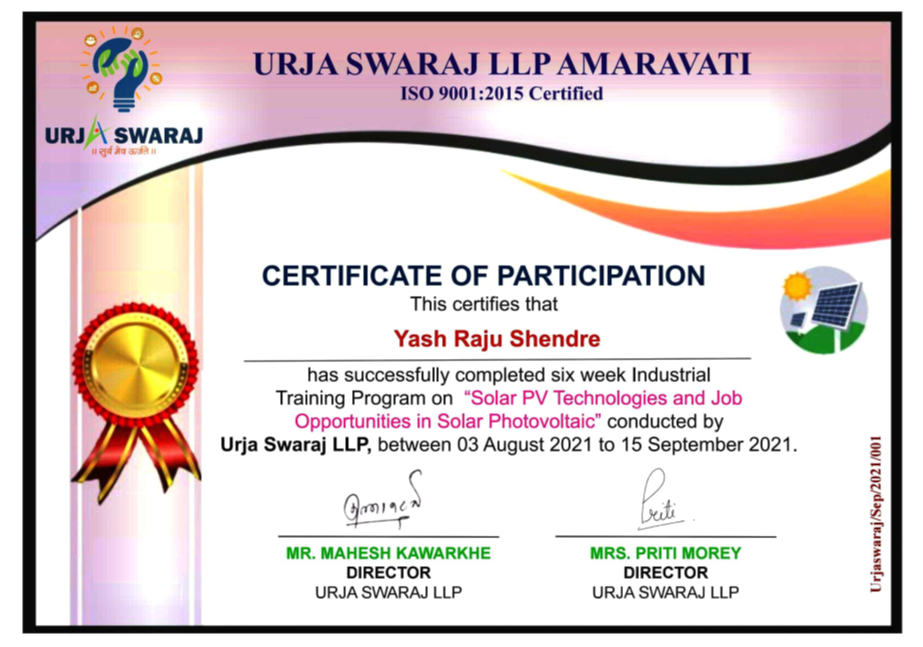 URJA SWARAJ LLP AMARAVATI
ISO 9001:2015 Certified
URJA SWARAJ
॥ सूर्य मेव ऊर्जाते ॥
CERTIFICATE OF PARTICIPATION
This certifies that
Yash Raju Shendre
has successfully completed six week Industrial
Training Program on “Solar PV Technologies and Job
Opportunities in Solar Photovoltaic” conducted by
Urja Swaraj LLP, between 03 August 2021 to 15 September 2021.
Priti
MR. MAHESH KAWARKHE
DIRECTOR
URJA SWARAJ LLP
MRS. PRITI MOREY
DIRECTOR
URJA SWARAJ LLP
Urjaswaraj/Sep/2021/001